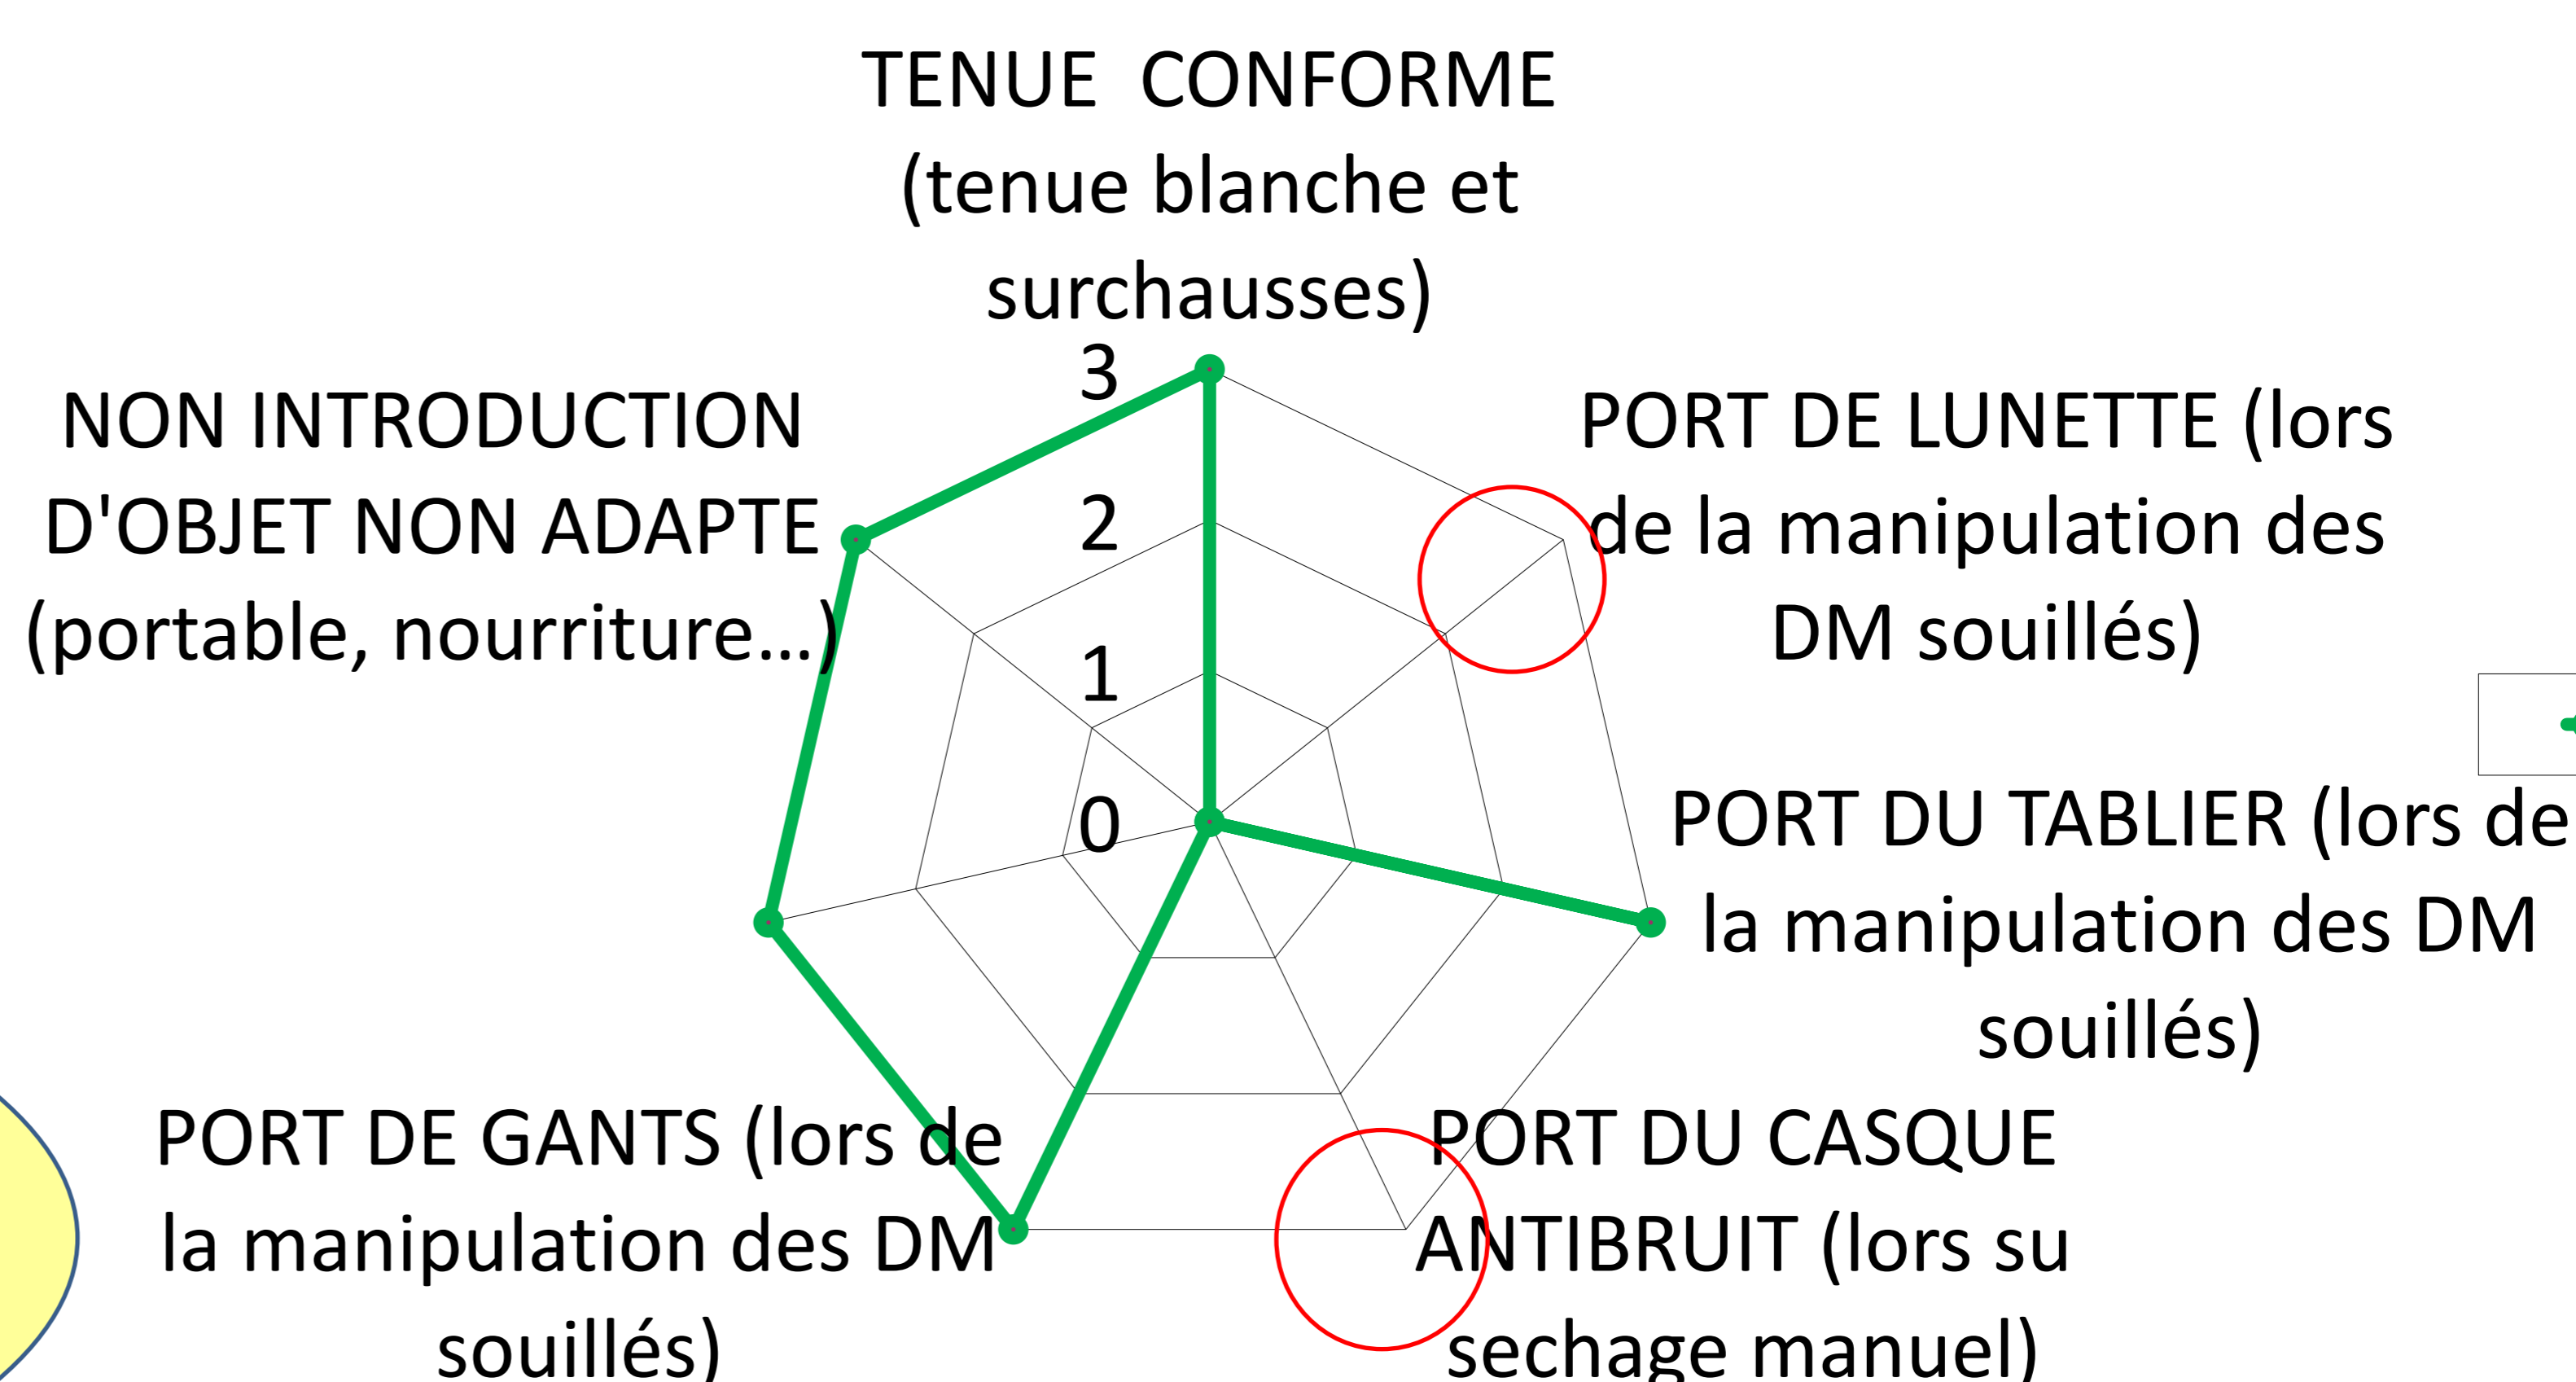 TENUE  CONFORME
(tenue blanche et
surchausses)
3
2
1
0
PORT DE LUNETTE (lors
de la manipulation des
DM souillés)
PORT DU TABLIER (lors de
la manipulation des DM
souillés)
PORT DU CASQUE
ANTIBRUIT (lors su
sechage manuel)
PORT DE GANTS (lors de
la manipulation des DM
souillés)
NON INTRODUCTION
D'OBJET NON ADAPTE
(portable, nourriture…)